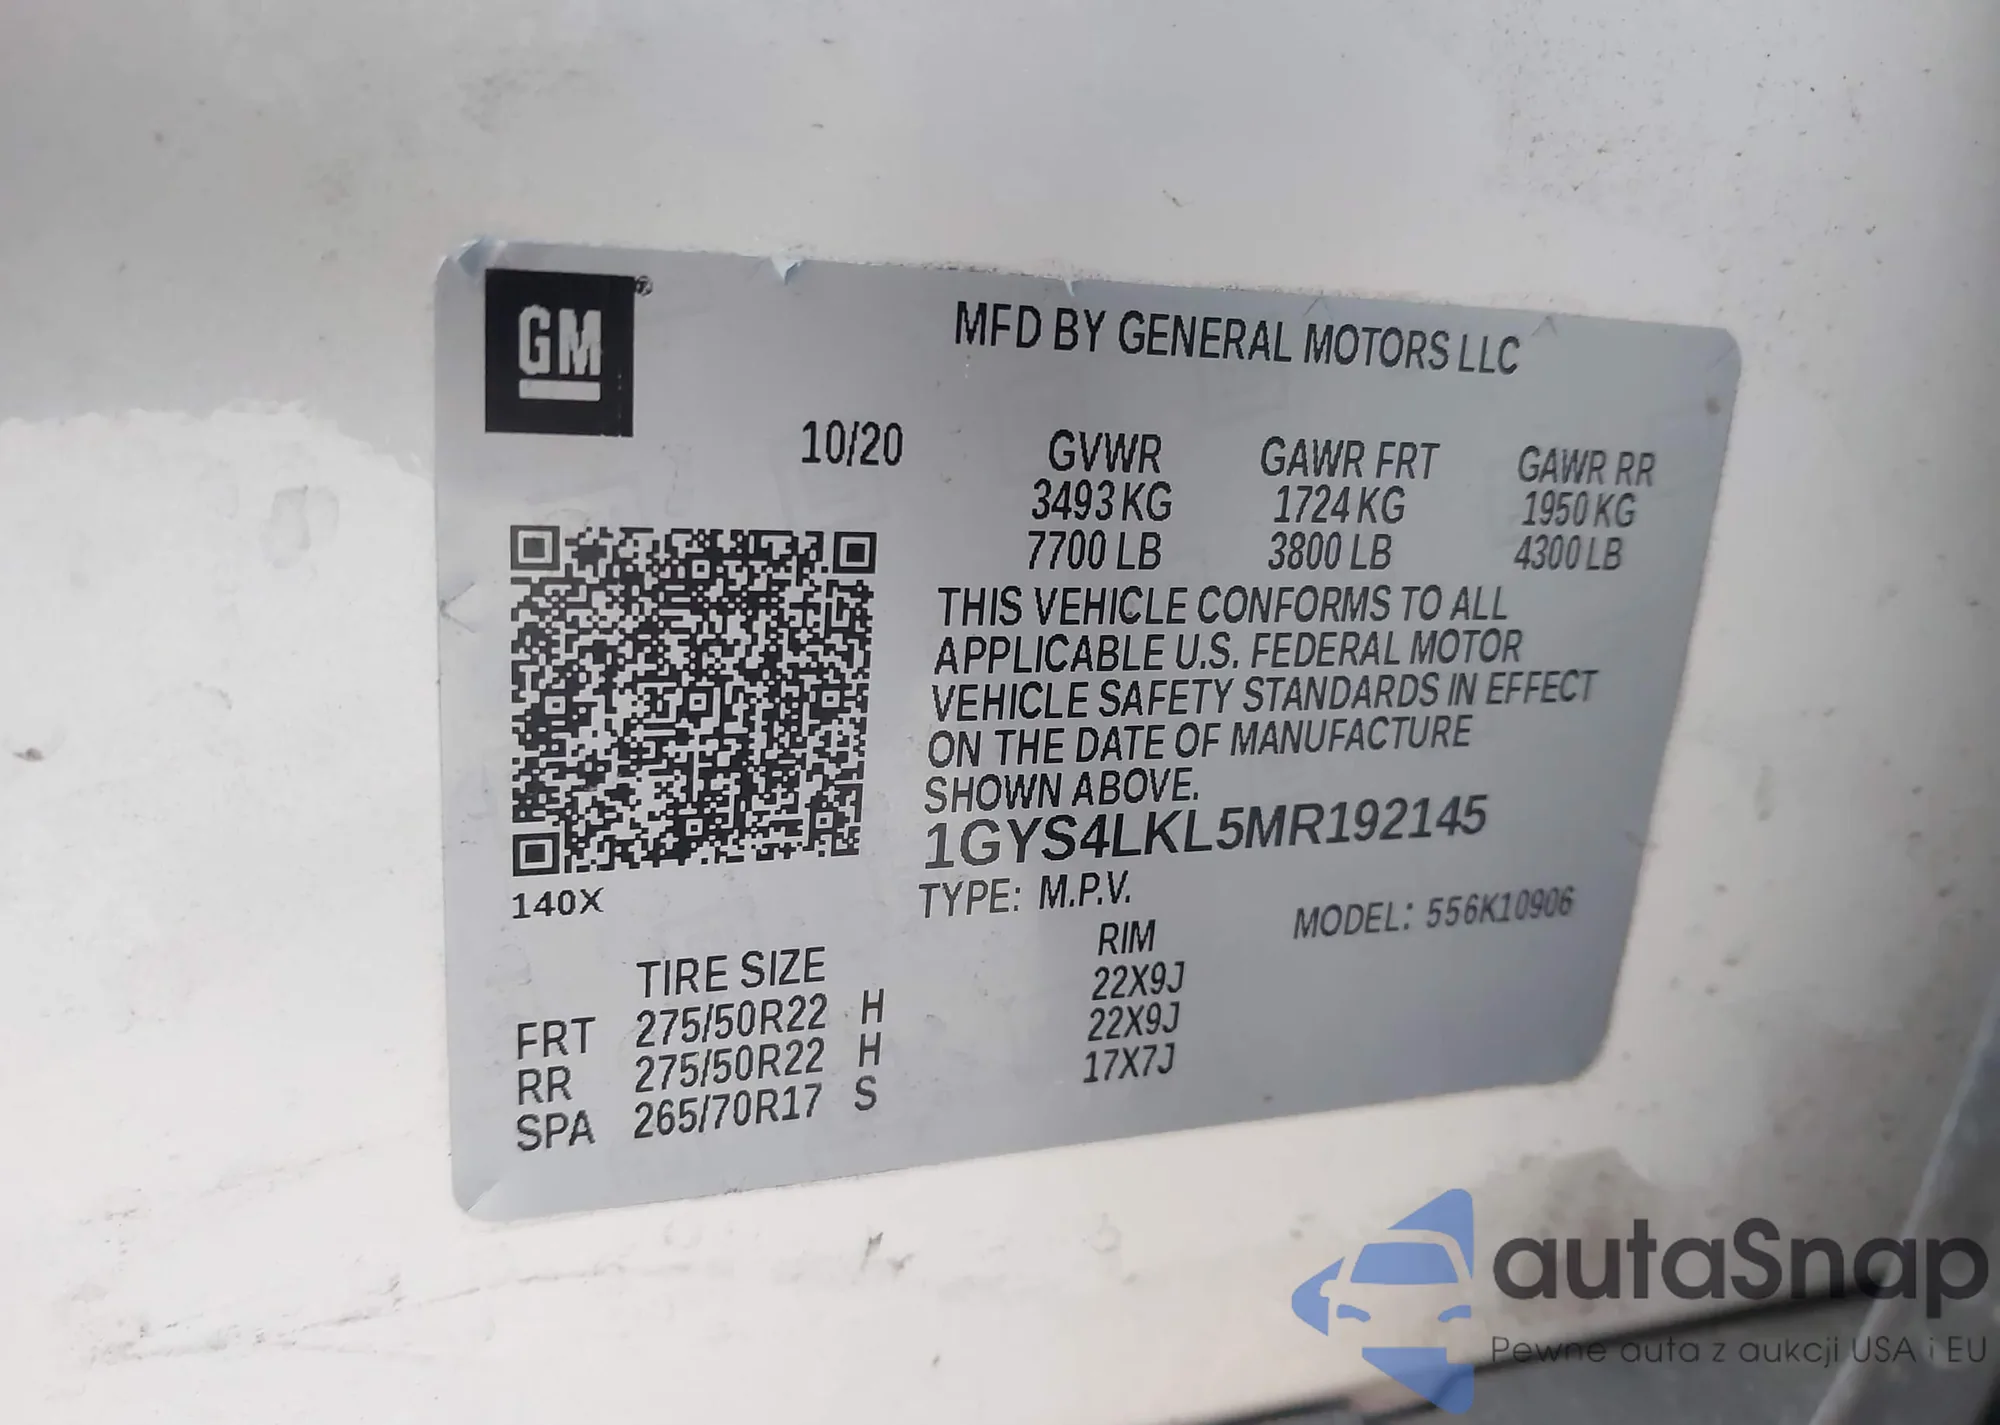 GM®
MFD BY GENERAL MOTORS LLC
10/20 GVWR GAWR FRT GAWR RR
3493 KG 1724 KG 1950 KG
7700 LB 3800 LB 4300 LB
THIS VEHICLE CONFORMS TO ALL
APPLICABLE U.S. FEDERAL MOTOR
VEHICLE SAFETY STANDARDS IN EFFECT
ON THE DATE OF MANUFACTURE
SHOWN ABOVE.
1GYS4LKL5MR192145
140X
TYPE: M.P.V. MODEL: 556K10906
TIRE SIZE RIM
FRT 275/50R22 H 22X9J
RR 275/50R22 H 22X9J
SPA 265/70R17 S 17X7J
autaSnap
Pewne auta z aukcji USA i EU